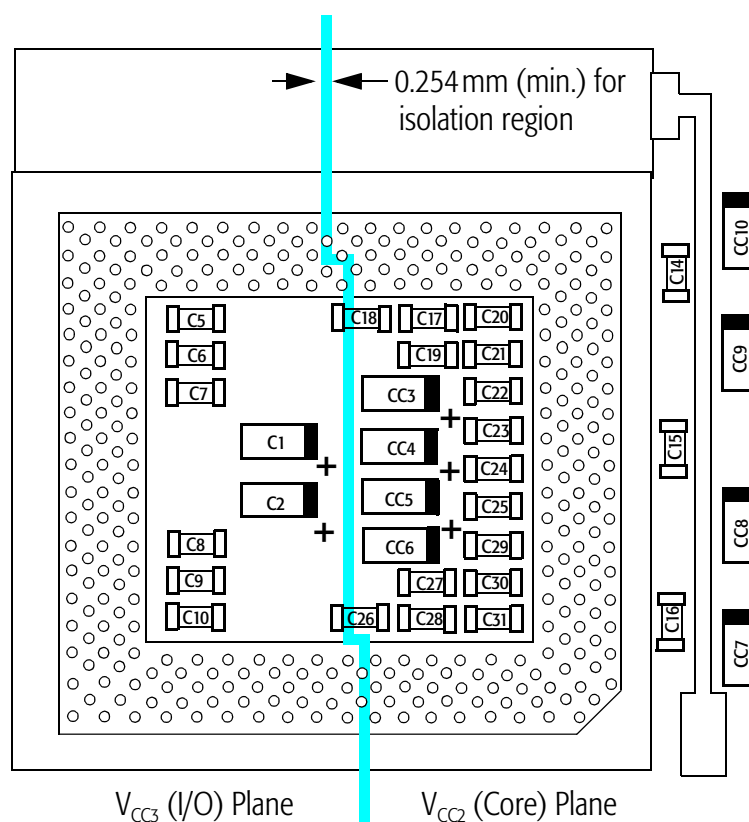 0.254 mm (min.) for
isolation region
CC10
C14
C5
C18
C17
C20
C6
C19
C21
CC9
C7
CC3
C22
+
C23
C1
CC4
C15
+
+
C24
C2
CC5
C25
+
+
CC8
C8
CC6
C29
C9
C27
C30
C10
C26
C28
C31
C16
CC7
V_CC3 (I/O) Plane
V_CC2 (Core) Plane